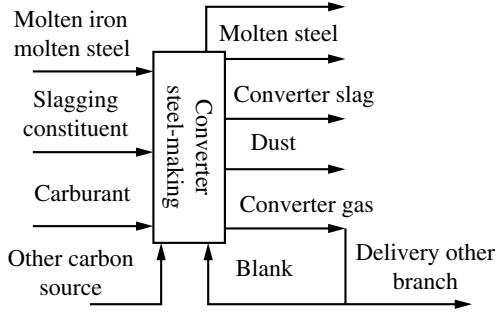 Molten iron
molten steel
Slagging
constituent
Carburant
Other carbon
source
Converter
steel-making
Molten steel
Converter slag
Dust
Converter gas
Blank
Delivery other
branch